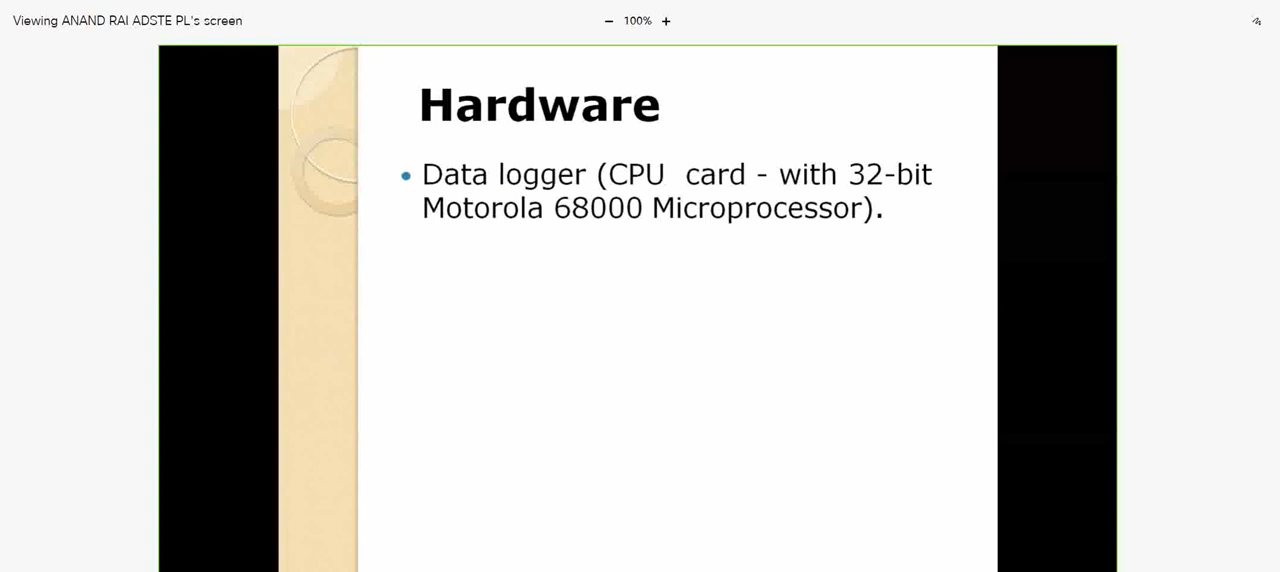 Viewing ANAND RAI ADSTE PL's screen
− 100% +
Hardware
• Data logger (CPU card - with 32-bit
Motorola 68000 Microprocessor).